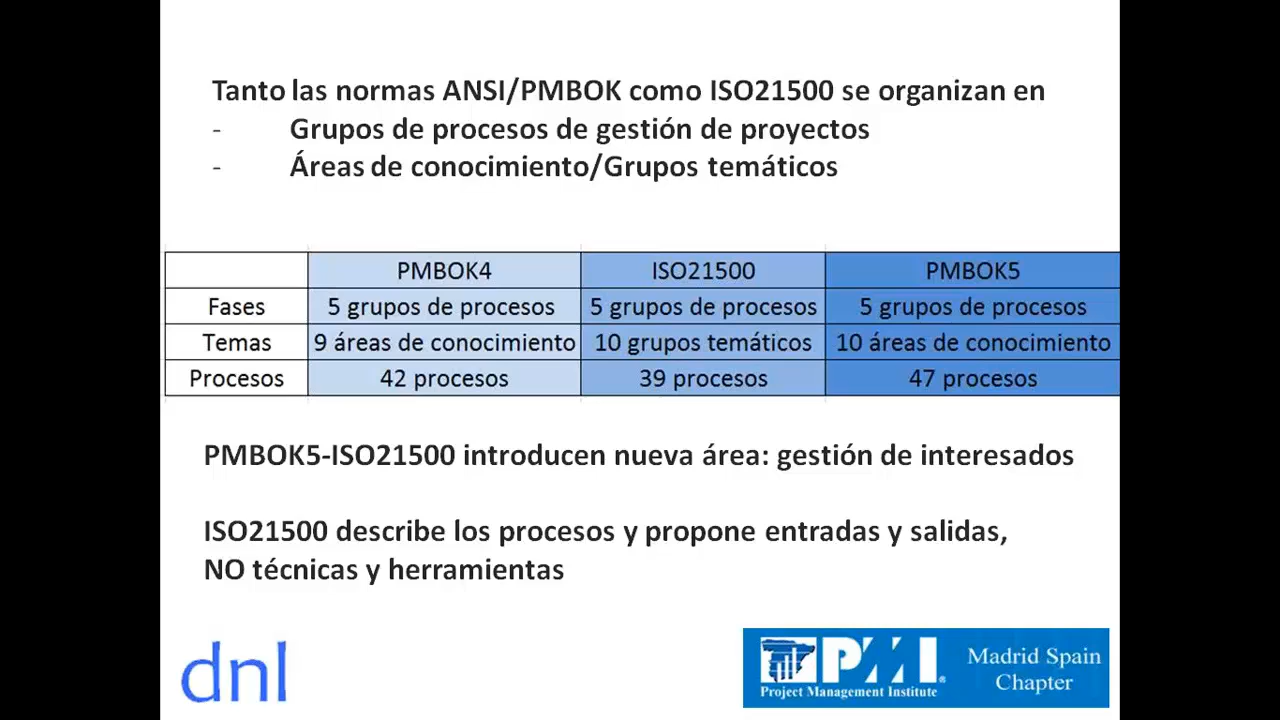 Tanto las normas ANSI/PMBOK como ISO21500 se organizan en
- Grupos de procesos de gestión de proyectos
- Áreas de conocimiento/Grupos temáticos
PMBOK4 ISO21500 PMBOK5
Fases 5 grupos de procesos 5 grupos de procesos 5 grupos de procesos
Temas 9 áreas de conocimiento 10 grupos temáticos 10 áreas de conocimiento
Procesos 42 procesos 39 procesos 47 procesos
PMBOK5-ISO21500 introducen nueva área: gestión de interesados
ISO21500 describe los procesos y propone entradas y salidas,
NO técnicas y herramientas
dnl
PMI®
Project Management Institute
Madrid Spain
Chapter